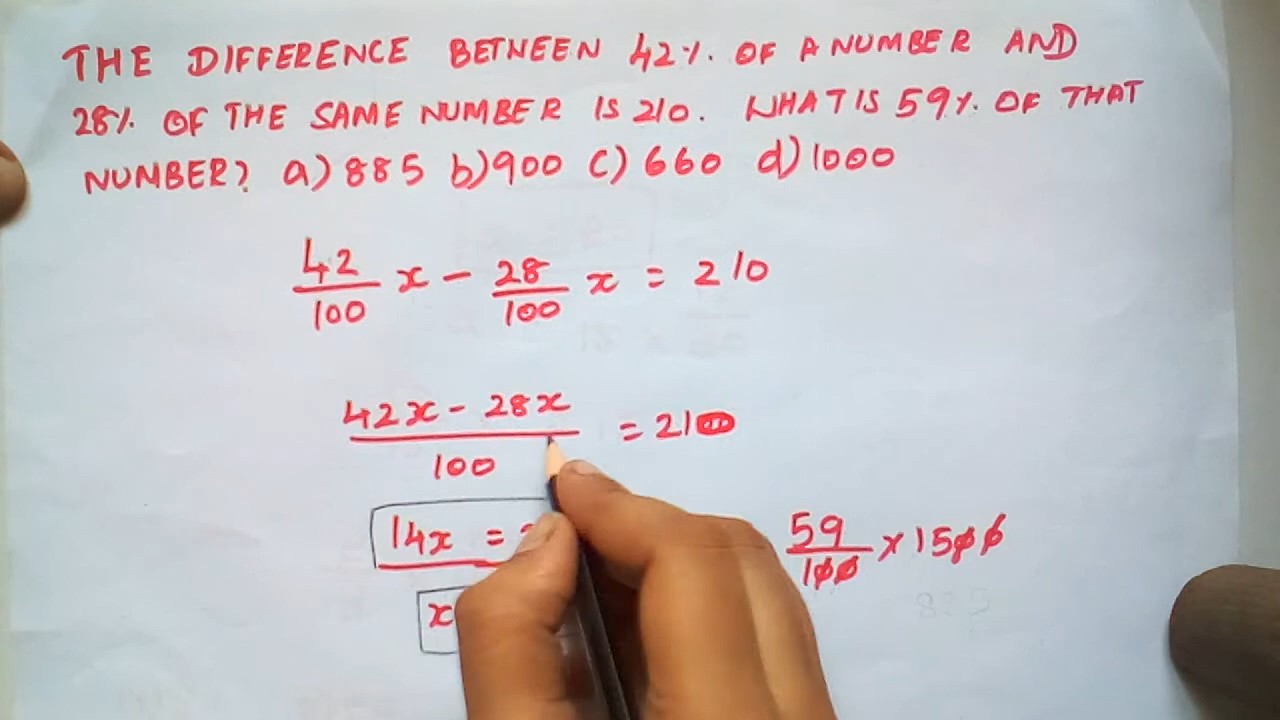 THE DIFFERENCE BETWEEN 42%. OF A NUMBER AND
28%. OF THE SAME NUMBER IS 210. WHAT IS 59%. OF THAT
NUMBER? a) 885 b) 900 c) 660 d) 1000
42/100 x - 28/100 x = 210
42x - 28x / 100 = 210
14x =
59/100 x 1500
x